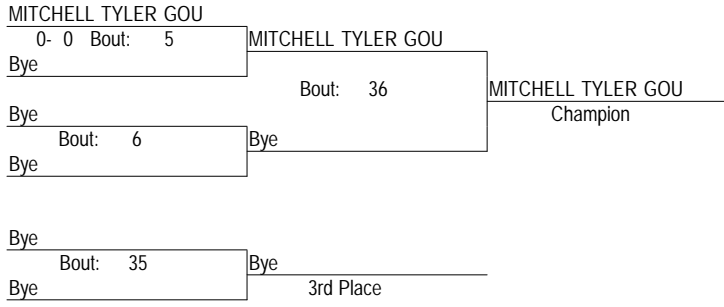 MITCHELL TYLER GOU
0- 0 Bout: 5
MITCHELL TYLER GOU
Bye
Bout: 36
MITCHELL TYLER GOU
Bye
Champion
Bout: 6
Bye
Bye
Bye
Bout: 35
Bye
Bye
3rd Place